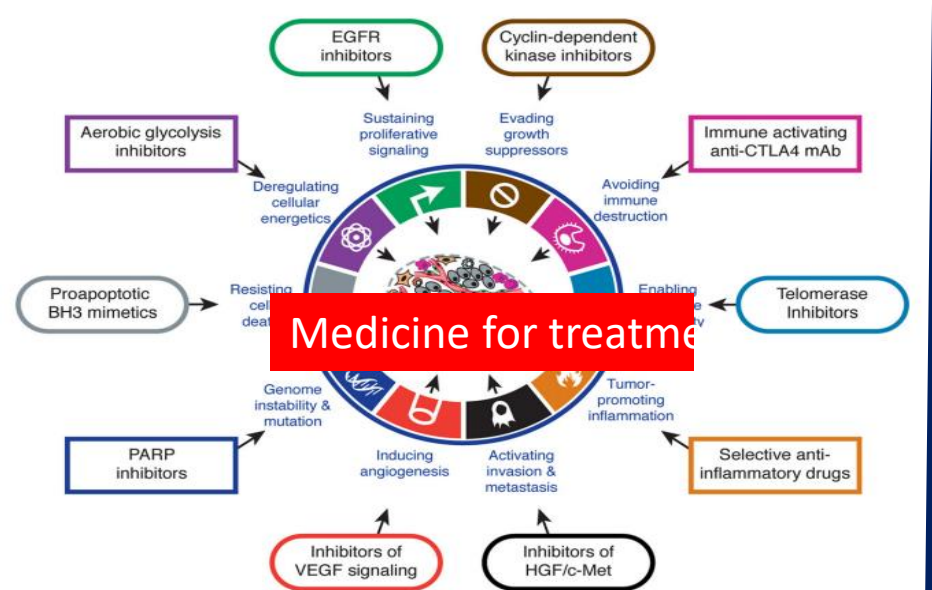 EGFR
inhibitors
Cyclin-dependent
kinase inhibitors
Sustaining
proliferative
signaling
Evading
growth
suppressors
Aerobic glycolysis
inhibitors
Immune activating
anti-CTLA4 mAb
Deregulating
cellular
energetics
Avoiding
immune
destruction
Proapoptotic
BH3 mimetics
Resisting
Enabling
Telomerase
Inhibitors
Medicine for
Genome
instability &
mutation
Tumor-
promoting
inflammation
PARP
inhibitors
Inducing
angiogenesis
Activating
invasion &
metastasis
Selective anti-
inflammatory drugs
Inhibitors of
VEGF signaling
Inhibitors of
HGF/c-Met